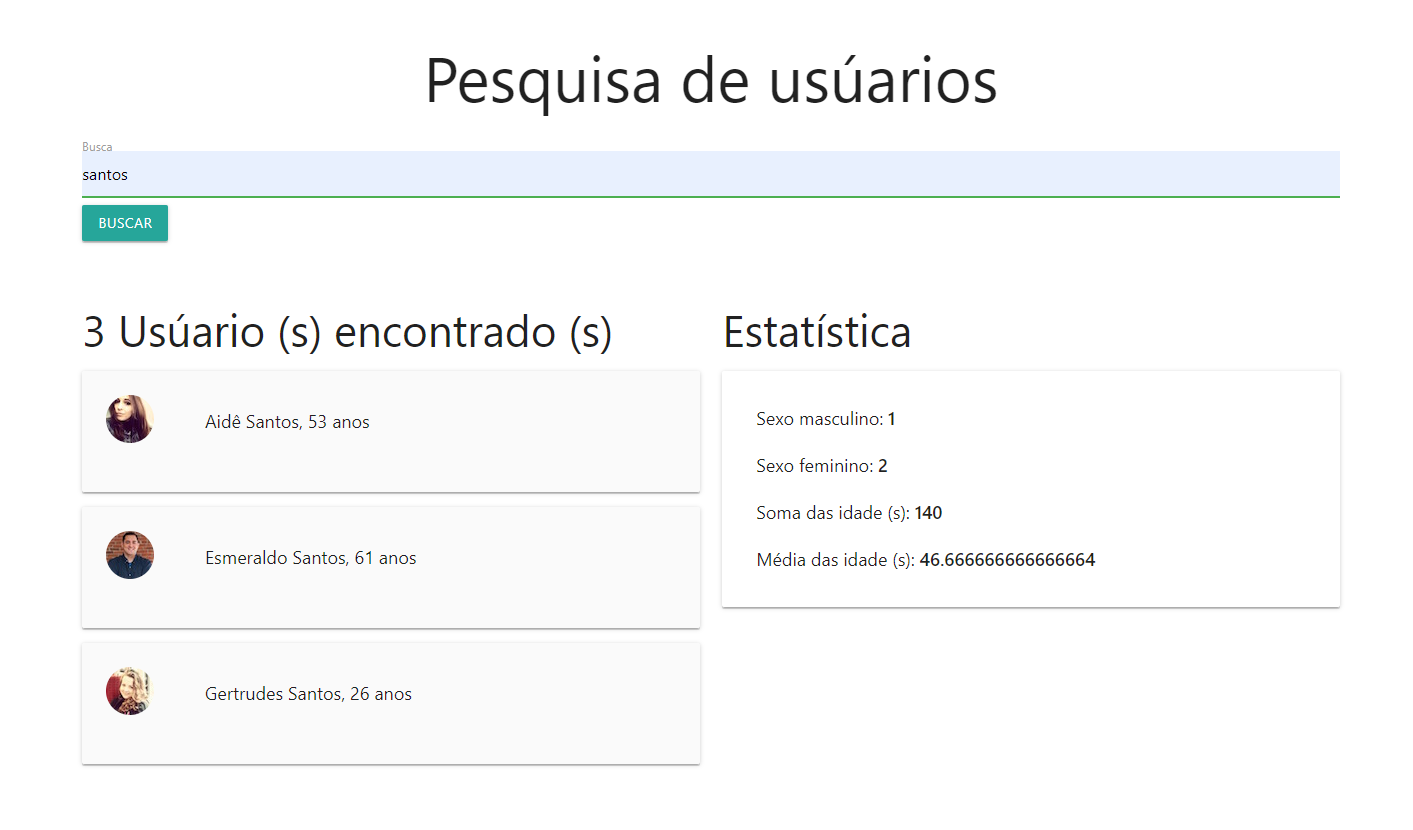 Pesquisa de usúarios
Busca
santos
BUSCAR
3 Usúario (s) encontrado (s)
Aidê Santos, 53 anos
Esmeraldo Santos, 61 anos
Gertrudes Santos, 26 anos
Estatística
Sexo masculino: 1
Sexo feminino: 2
Soma das idade (s): 140
Média das idade (s): 46.666666666666664